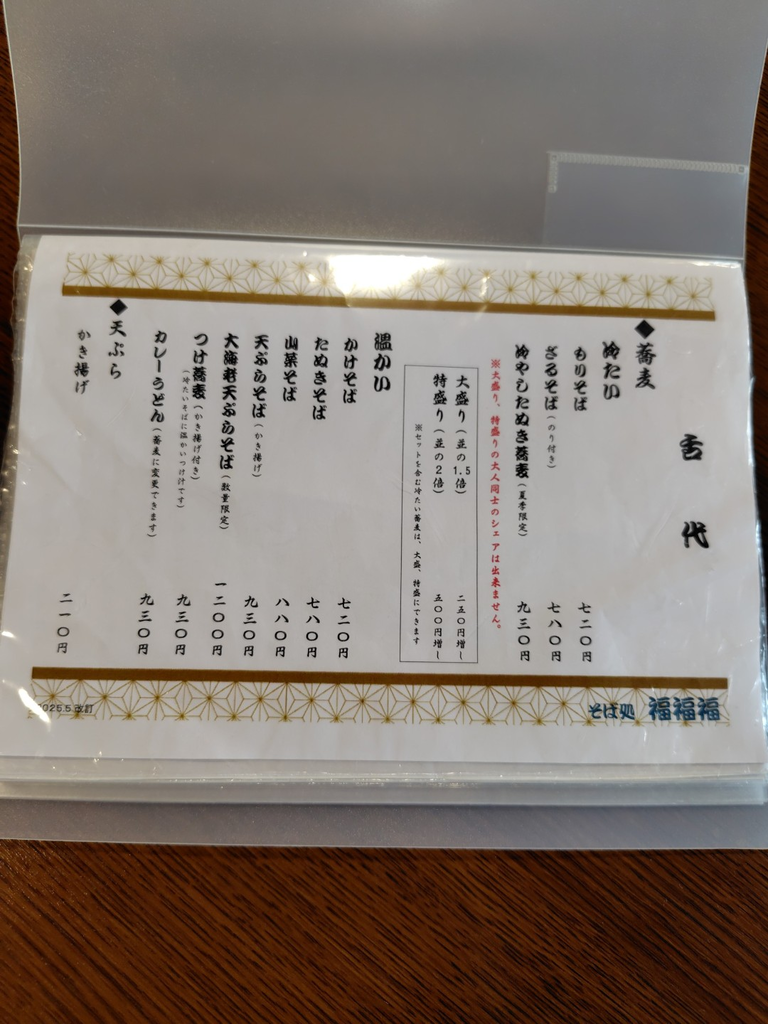 舌代
◆蕎麦
冷たい
もりそば 七二〇円
ざるそば(のり付き) 七八〇円
冷やしたぬき蕎麦(夏季限定) 九三〇円
※大盛り、特盛りの大人同士のシェアは出来ません。
大盛り(並の1.5倍) 二五〇円増し
特盛り(並の2倍) 五〇〇円増し
※セットを含む冷たい蕎麦は、大盛、特盛にできます
温かい
かけそば 七二〇円
たぬきそば 七八〇円
山菜そば 八八〇円
天ぷらそば(かき揚げ) 九三〇円
大海老天ぷらそば(数量限定) 一二〇〇円
つけ蕎麦(かき揚げ付き) 九三〇円
(冷たいそばに温かいつけ汁です)
カレーうどん(蕎麦に変更できます) 九三〇円
◆天ぷら
かき揚げ 二一〇円
そば処 福福福
2025.5改訂